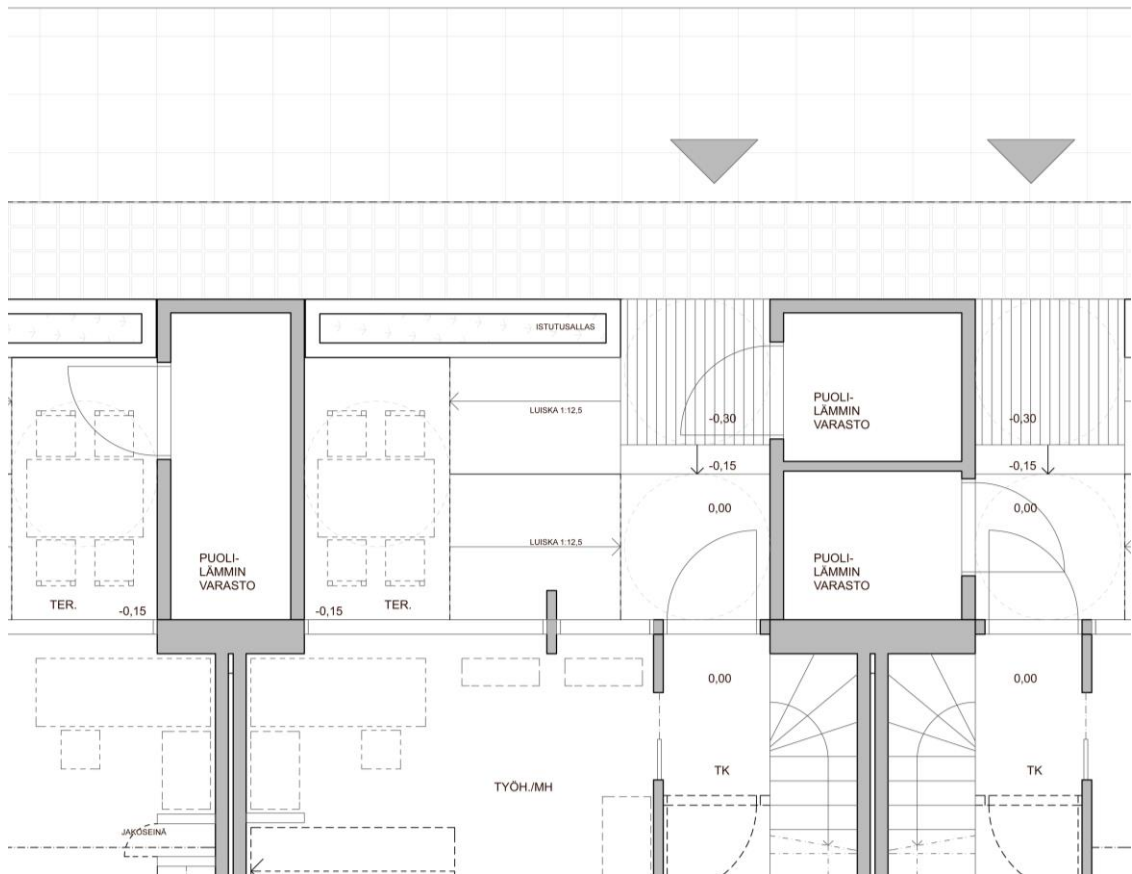 ISTUTUSALLAS
LUISKA 1:12,5
-0,30
PUOLI-
LÄMMIN
VARASTO
-0,30
-0,15
-0,15
0,00
0,00
LUISKA 1:12,5
PUOLI-
LÄMMIN
VARASTO
PUOLI-
LÄMMIN
VARASTO
TER.
-0,15
-0,15
TER.
0,00
0,00
TK
TK
TYÖH./MH
JAKOSEINÄ